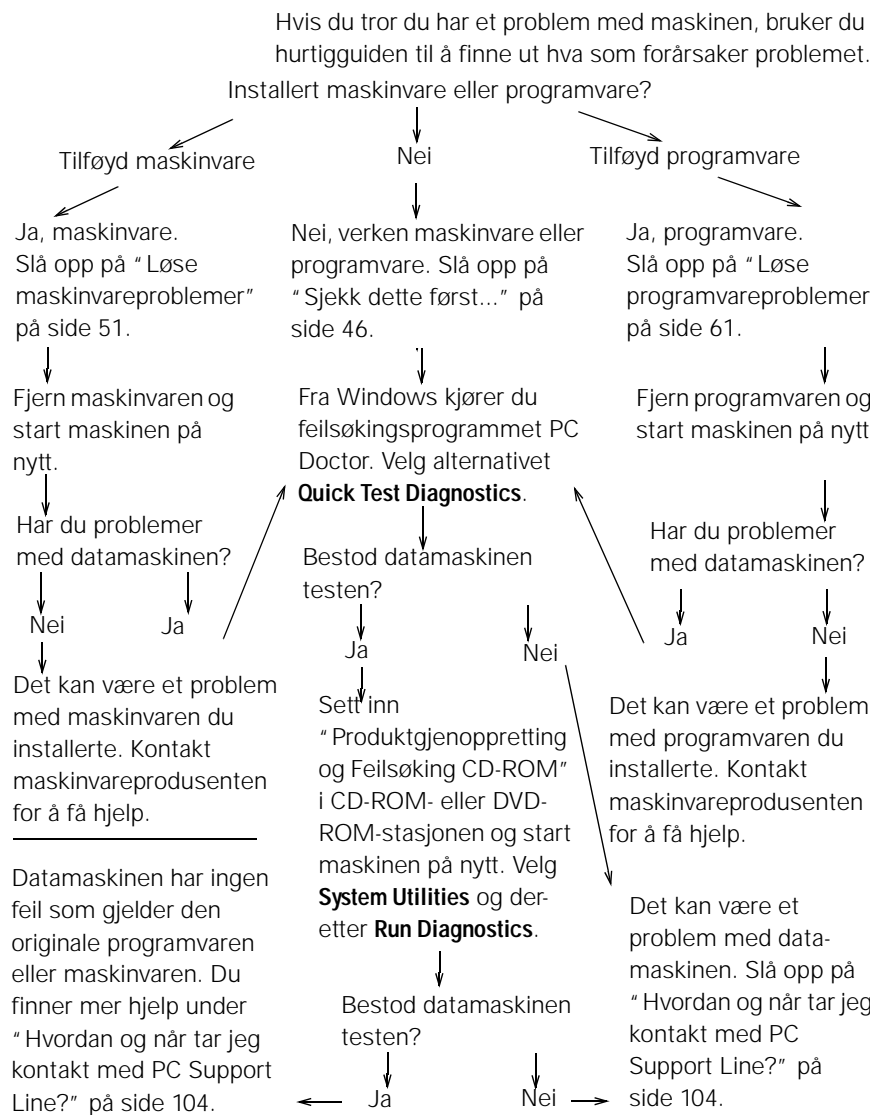 Hvis du tror du har et problem med maskinen, bruker du
hurtigguiden til å finne ut hva som forårsaker problemet.
Installert maskinvare eller programvare?
Tilføyd maskinvare
Nei
Tilføyd programvare
Ja, maskinvare.
Slå opp på "Løse
maskinvareproblemer"
på side 51.
Nei, verken maskinvare eller
programvare. Slå opp på
"Sjekk dette først..." på
side 46.
Ja, programvare.
Slå opp på "Løse
programvareproblemer
på side 61.
Fjern maskinvaren og
start maskinen på
nytt.
Fra Windows kjører du
feilsøkingsprogrammet PC
Doctor. Velg alternativet
Quick Test Diagnostics.
Fjern programvaren og
start maskinen på nytt
Har du problemer
med datamaskinen?
Bestod datamaskinen
testen?
Har du problemer
med datamaskinen?
Nei
Ja
Ja
Nei
Ja
Nei
Det kan være et problem
med maskinvaren du
installerte. Kontakt
maskinvareprodusenten
for å få hjelp.
Sett inn
"Produktgjenoppretting
og Feilsøking CD-ROM"
i CD-ROM- eller DVD-
ROM-stasjonen og start
maskinen på nytt. Velg
System Utilities og der-
etter Run Diagnostics.
Det kan være et problem
med programvaren du
installerte. Kontakt
maskinvareprodusenten
for å få hjelp.
Datamaskinen har ingen
feil som gjelder den
originale programvaren
eller maskinvaren. Du
finner mer hjelp under
"Hvordan og når tar jeg
kontakt med PC Support
Line?" på side 104.
Bestod datamaskinen
testen?
Ja
Nei
Det kan være et
problem med data-
maskinen. Slå opp på
"Hvordan og når tar jeg
kontakt med PC
Support Line?" på
side 104.